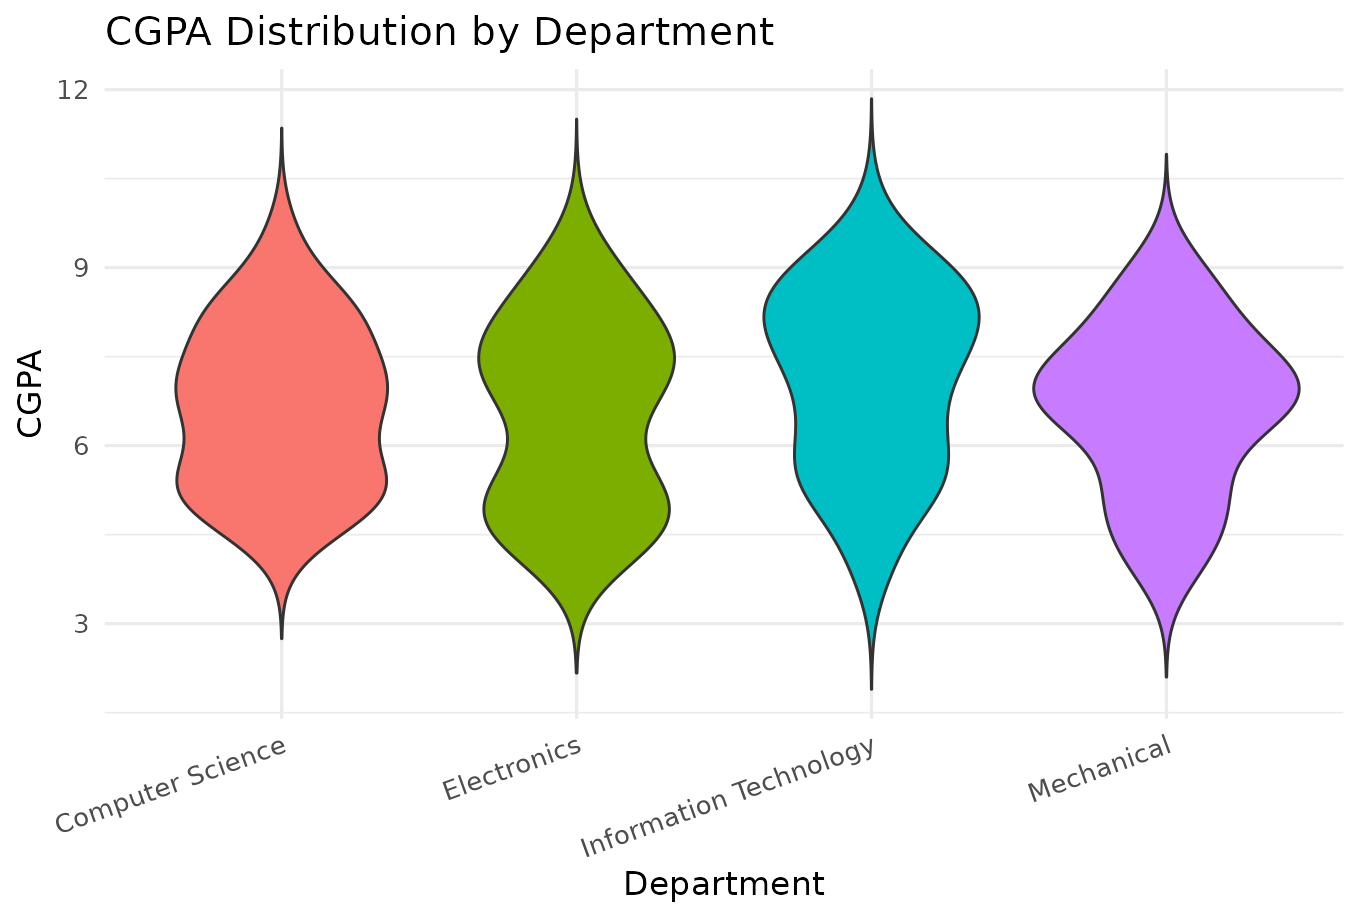 CGPA Distribution by Department
12
9
6
3
CGPA
Computer Science
Electronics
Information Technology
Mechanical
Department